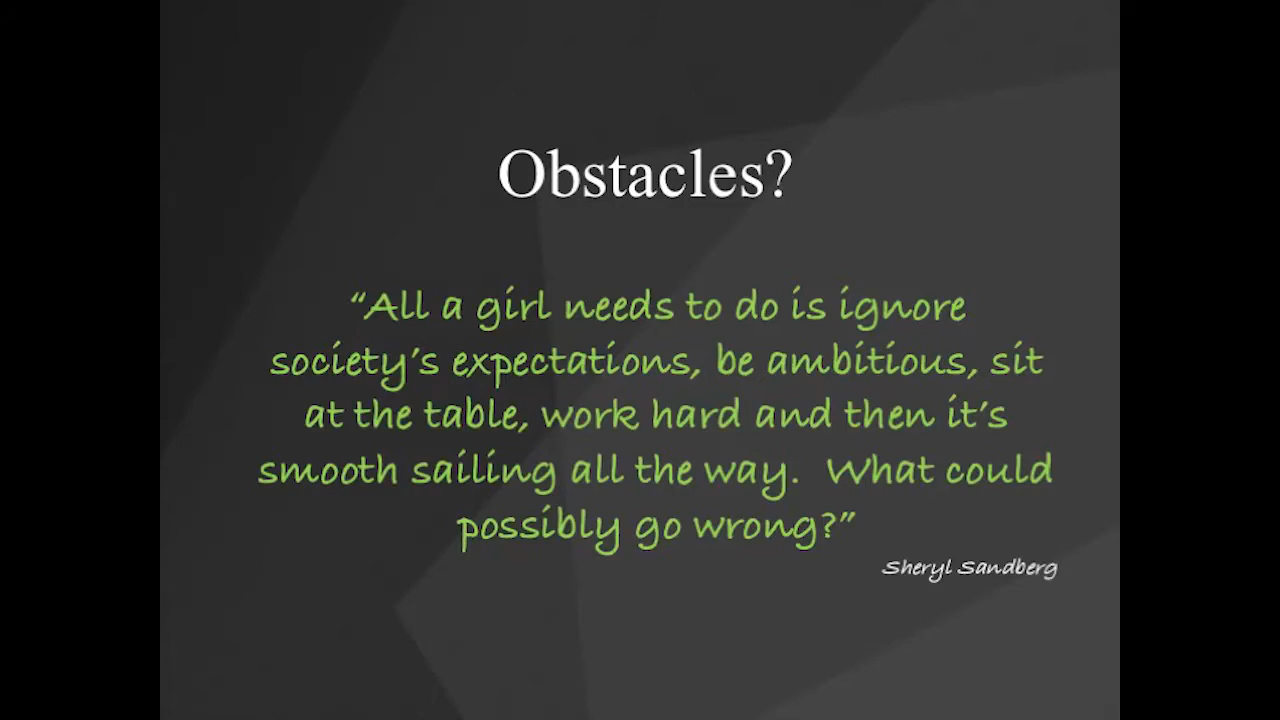 Obstacles?
“All a girl needs to do is ignore
society’s expectations, be ambitious, sit
at the table, work hard and then it’s
smooth sailing all the way.  What could
possibly go wrong?”
Sheryl Sandberg